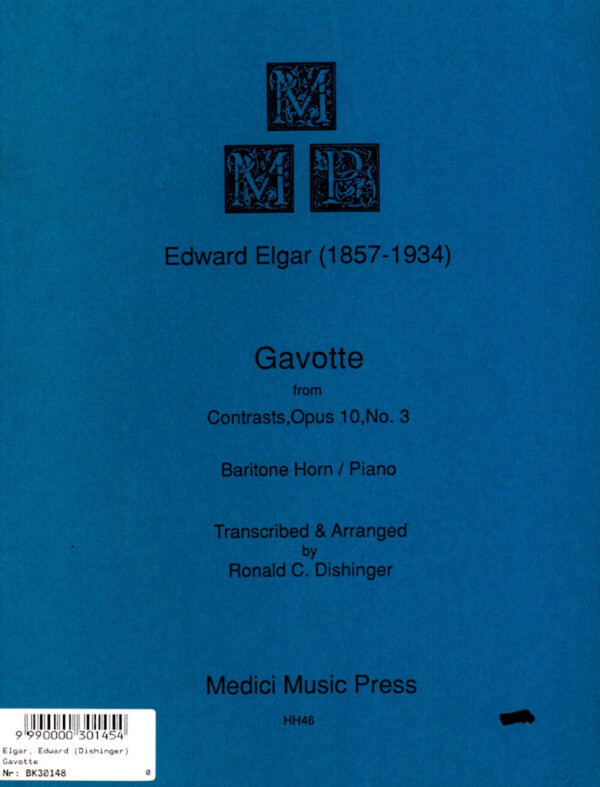 M
M P
Edward Elgar (1857-1934)
Gavotte
from
Contrasts,Opus 10,No. 3
Baritone Horn / Piano
Transcribed & Arranged
by
Ronald C. Dishinger
Medici Music Press
HH46
9 990000 301454
Elgar, Edward (Dishinger)
Gavotte
Nr: BK30148 0